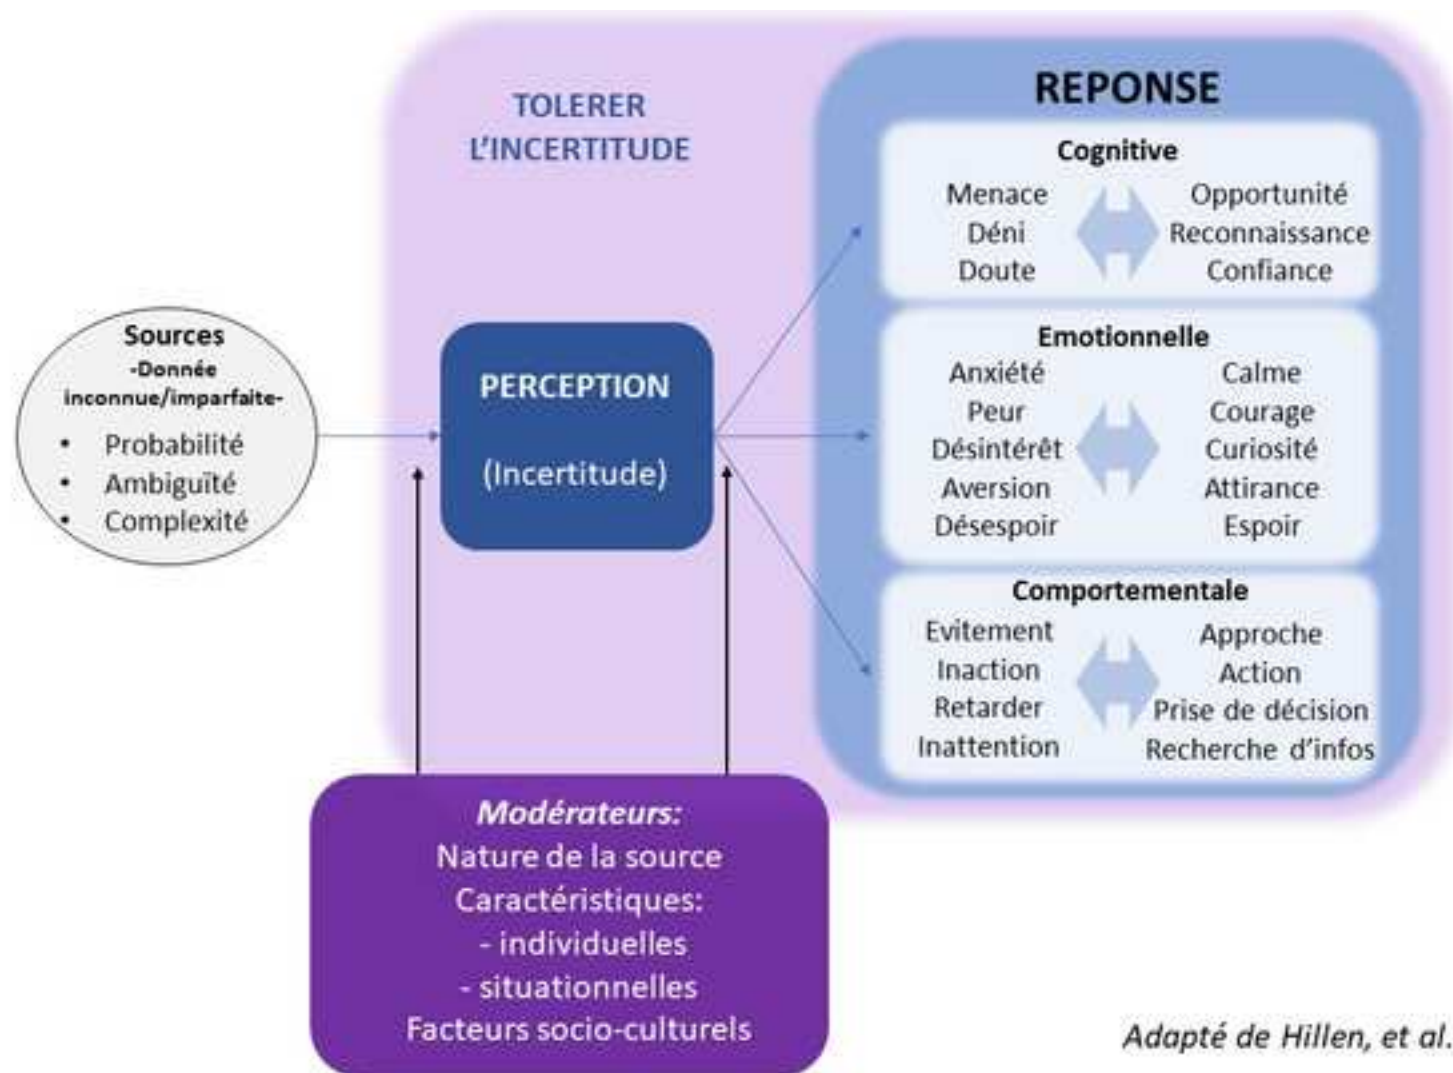 TOLERER
L'INCERTITUDE
REPONSE
Cognitive
Menace
Déni
Doute
Opportunité
Reconnaissance
Confiance
Sources
-Donnée
inconnue/imparfaite-
• Probabilité
• Ambiguïté
• Complexité
PERCEPTION
(Incertitude)
Emotionnelle
Anxiété
Peur
Désintérêt
Aversion
Désespoir
Calme
Courage
Curiosité
Attirance
Espoir
Comportementale
Evitement
Inaction
Retarder
Inattention
Approche
Action
Prise de décision
Recherche d'infos
Modérateurs:
Nature de la source
Caractéristiques:
- individuelles
- situationnelles
Facteurs socio-culturels
Adapté de Hillen, et al.